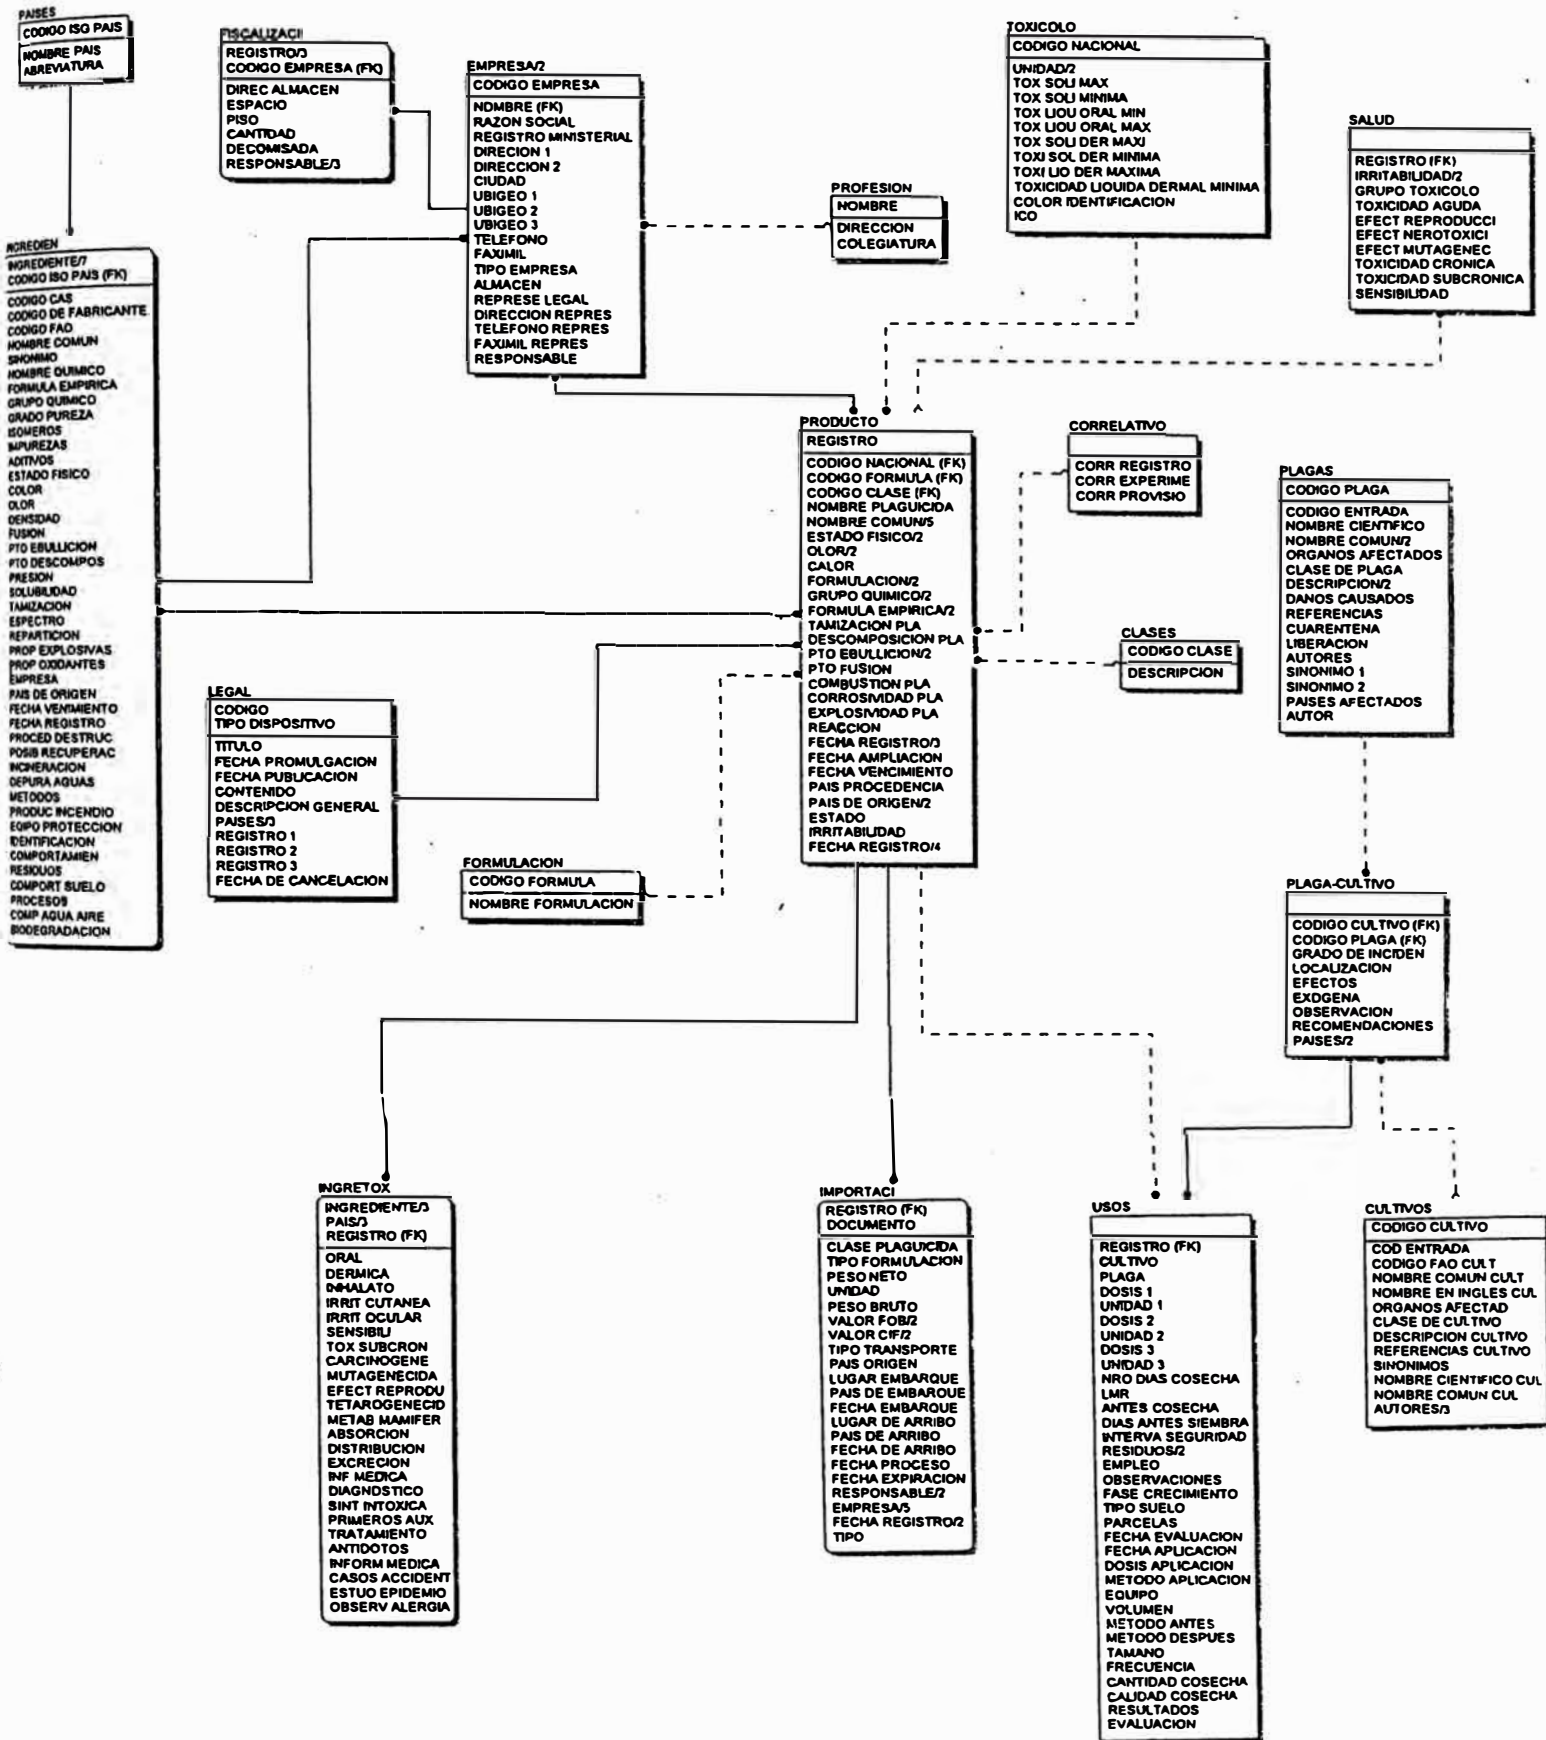 PAISES
CODIGO ISO PAIS
NOMBRE PAIS
ABREVIATURA
FISCALIZACI
REGISTRO/3
CODIGO EMPRESA (FK)
DIREC ALMACEN
ESPACIO
PISO
CANTIDAD
DECOMISADA
RESPONSABLE/3
EMPRESA/2
CODIGO EMPRESA
NOMBRE (FK)
RAZON SOCIAL
REGISTRO MINISTERIAL
DIRECION 1
DIRECCION 2
CIUDAD
UBIGEO 1
UBIGEO 2
UBIGEO 3
TELEFONO
FAXIMIL
TIPO EMPRESA
ALMACEN
REPRESE LEGAL
DIRECCION REPRES
TELEFONO REPRES
FAXIMIL REPRES
RESPONSABLE
PROFESION
NOMBRE
DIRECCION
COLEGIATURA
TOXICOLO
CODIGO NACIONAL
UNIDAD/2
TOX SOLI MAX
TOX SOLI MINIMA
TOX LIQU ORAL MIN
TOX LIQU ORAL MAX
TOX SOLI DER MAXI
TOXI SOL DER MINIMA
TOXI LIQ DER MAXIMA
TOXICIDAD LIQUIDA DERMAL MINIMA
COLOR IDENTIFICACION
ICO
SALUD
REGISTRO (FK)
IRRITABILIDAD/2
GRUPO TOXICOLO
TOXICIDAD AGUDA
EFECT REPRODUCCI
EFECT NEROTOXICI
EFECT MUTAGENEC
TOXICIDAD CRONICA
TOXICIDAD SUBCRONICA
SENSIBILIDAD
INGREDIEN
INGREDIENTE/7
CODIGO ISO PAIS (FK)
CODIGO CAS
CODIGO DE FABRICANTE
CODIGO FAO
NOMBRE COMUN
SINONIMO
NOMBRE QUIMICO
FORMULA EMPIRICA
GRUPO QUIMICO
GRADO PUREZA
ISOMEROS
IMPUREZAS
ADITIVOS
ESTADO FISICO
COLOR
OLOR
DENSIDAD
FUSION
PTO EBULLICION
PTO DESCOMPOS
PRESION
SOLUBILIDAD
TAMIZACION
ESPECTRO
REPARTICION
PROP EXPLOSIVAS
PROP OXIDANTES
EMPRESA
PAIS DE ORIGEN
FECHA VENIMIENTO
FECHA REGISTRO
PROCED DESTRUC
POSIB RECUPERAC
INCINERACION
DEPURA AGUAS
METODOS
PRODUC INCENDIO
EQIPO PROTECCION
IDENTIFICACION
COMPORTAMIEN
RESIDUOS
COMPORT SUELO
PROCESOS
COMP AGUA AIRE
BIODEGRADACION
PRODUCTO
REGISTRO
CODIGO NACIONAL (FK)
CODIGO FORMULA (FK)
CODIGO CLASE (FK)
NOMBRE PLAGUICIDA
NOMBRE COMUN/5
ESTADO FISICO/2
OLOR/2
CALOR
FORMULACION/2
GRUPO QUIMICO/2
FORMULA EMPIRICA/2
TAMIZACION PLA
DESCOMPOSICION PLA
PTO EBULLICION/2
PTO FUSION
COMBUSTION PLA
CORROSIVIDAD PLA
EXPLOSIVIDAD PLA
REACCION
FECHA REGISTRO/3
FECHA AMPLIACION
FECHA VENCIMIENTO
PAIS PROCEDENCIA
PAIS DE ORIGEN/2
ESTADO
IRRITABILIDAD
FECHA REGISTRO/4
CORRELATIVO
CORR REGISTRO
CORR EXPERIME
CORR PROVISIO
CLASES
CODIGO CLASE
DESCRIPCION
PLAGAS
CODIGO PLAGA
CODIGO ENTRADA
NOMBRE CIENTIFICO
NOMBRE COMUN/2
ORGANOS AFECTADOS
CLASE DE PLAGA
DESCRIPCION/2
DANOS CAUSADOS
REFERENCIAS
CUARENTENA
LIBERACION
AUTORES
SINONIMO 1
SINONIMO 2
PAISES AFECTADOS
AUTOR
LEGAL
CODIGO
TIPO DISPOSITIVO
TITULO
FECHA PROMULGACION
FECHA PUBLICACION
CONTENIDO
DESCRIPCION GENERAL
PAISES/3
REGISTRO 1
REGISTRO 2
REGISTRO 3
FECHA DE CANCELACION
FORMULACION
CODIGO FORMULA
NOMBRE FORMULACION
PLAGA-CULTIVO
CODIGO CULTIVO (FK)
CODIGO PLAGA (FK)
GRADO DE INCIDEN
LOCALIZACION
EFECTOS
EXOGENA
OBSERVACION
RECOMENDACIONES
PAISES/2
INGRETOX
INGREDIENTE/3
PAIS/3
REGISTRO (FK)
ORAL
DERMICA
INHALATO
IRRIT CUTANEA
IRRIT OCULAR
SENSIBILI
TOX SUBCRON
CARCINOGENE
MUTAGENECIDA
EFECT REPRODU
TETAROGENECID
METAB MAMIFER
ABSORCION
DISTRIBUCION
EXCRECION
INF MEDICA
DIAGNOSTICO
SINT INTOXICA
PRIMEROS AUX
TRATAMIENTO
ANTIDOTOS
INFORM MEDICA
CASOS ACCIDENT
ESTUO EPIDEMIO
OBSERV ALERGIA
IMPORTACI
REGISTRO (FK)
DOCUMENTO
CLASE PLAGUICIDA
TIPO FORMULACION
PESO NETO
UNIDAD
PESO BRUTO
VALOR FOB/2
VALOR CIF/2
TIPO TRANSPORTE
PAIS ORIGEN
LUGAR EMBARQUE
PAIS DE EMBARQUE
FECHA EMBARQUE
LUGAR DE ARRIBO
PAIS DE ARRIBO
FECHA DE ARRIBO
FECHA PROCESO
FECHA EXPIRACION
RESPONSABLE/2
EMPRESA/5
FECHA REGISTRO/2
TIPO
USOS
REGISTRO (FK)
CULTIVO
PLAGA
DOSIS 1
UNIDAD 1
DOSIS 2
UNIDAD 2
DOSIS 3
UNIDAD 3
NRO DIAS COSECHA
LMR
ANTES COSECHA
DIAS ANTES SIEMBRA
INTERVA SEGURIDAD
RESIDUOS/2
EMPLEO
OBSERVACIONES
FASE CRECIMIENTO
TIPO SUELO
PARCELAS
FECHA EVALUACION
FECHA APLICACION
DOSIS APLICACION
METODO APLICACION
EQUIPO
VOLUMEN
METODO ANTES
METODO DESPUES
TAMANO
FRECUENCIA
CANTIDAD COSECHA
CALIDAD COSECHA
RESULTADOS
EVALUACION
CULTIVOS
CODIGO CULTIVO
COD ENTRADA
CODIGO FAO CULT
NOMBRE COMUN CULT
NOMBRE EN INGLES CUL
ORGANOS AFECTAD
CLASE DE CULTIVO
DESCRIPCION CULTIVO
REFERENCIAS CULTIVO
SINONIMOS
NOMBRE CIENTIFICO CUL
NOMBRE COMUN CUL
AUTORES/3